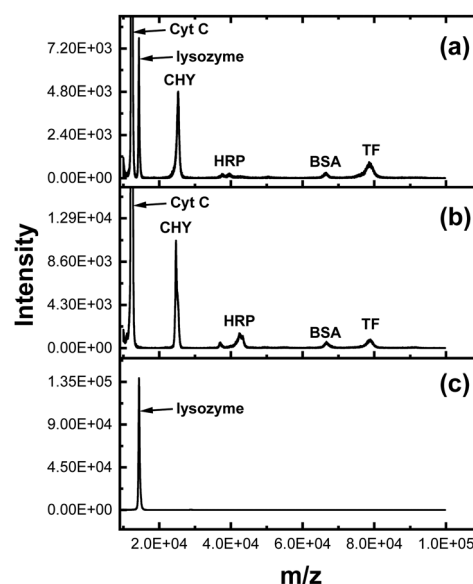 (a)
Cyt C
lysozyme
CHY
HRP
BSA
TF
7.20E+03
4.80E+03
2.40E+03
0.00E+00
(b)
Cyt C
CHY
HRP
BSA
TF
1.29E+04
8.60E+03
4.30E+03
0.00E+00
(c)
lysozyme
1.35E+05
9.00E+04
4.50E+04
0.00E+00
Intensity
2.0E+04 4.0E+04 6.0E+04 8.0E+04 1.0E+05
m/z